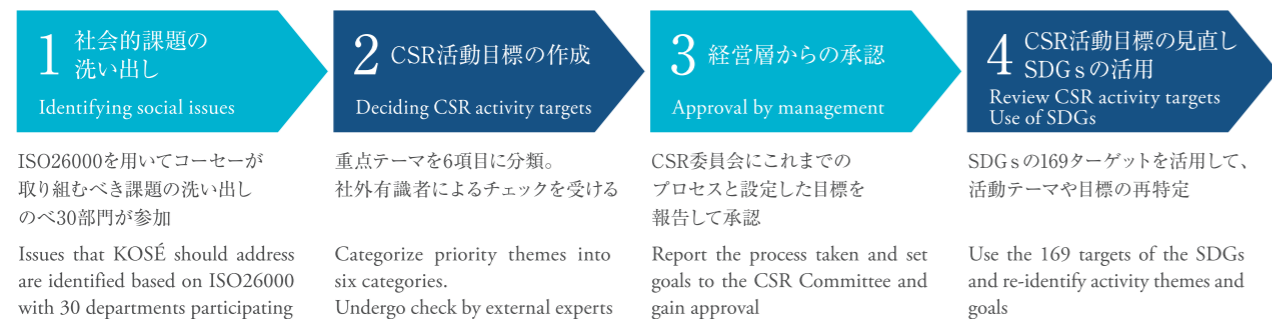 1
社会的課題の
洗い出し
Identifying social issues
ISO26000を用いてコーセーが
取り組むべき課題の洗い出し
のべ30部門が参加
Issues that KOSÉ should address
are identified based on ISO26000
with 30 departments participating
2
CSR活動目標の作成
Deciding CSR activity targets
重点テーマを6項目に分類。
社外有識者によるチェックを受ける
Categorize priority themes into
six categories.
Undergo check by external experts
3
経営層からの承認
Approval by management
CSR委員会にこれまでの
プロセスと設定した目標を
報告して承認
Report the process taken and set
goals to the CSR Committee and
gain approval
4
CSR活動目標の見直し
SDGsの活用
Review CSR activity targets
Use of SDGs
SDGsの169ターゲットを活用して、
活動テーマや目標の再特定
Use the 169 targets of the SDGs
and re-identify activity themes and
goals